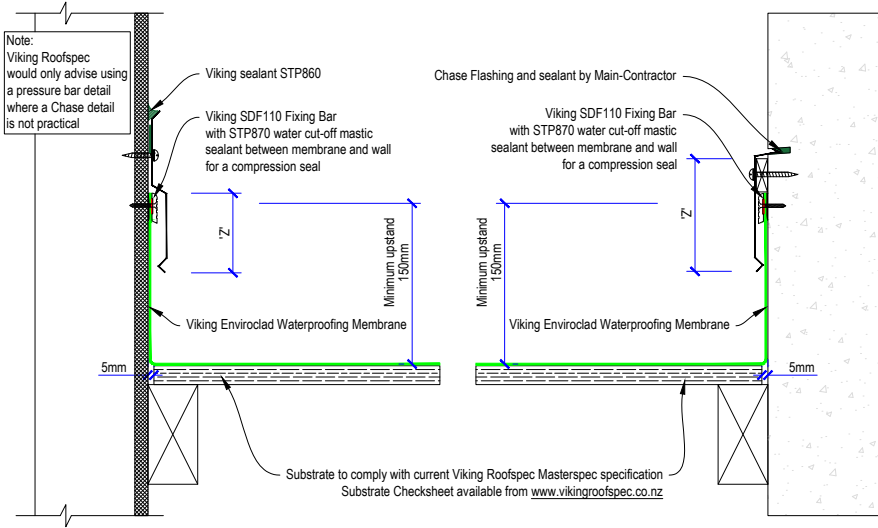 Note:
Viking Roofspec
would only advise using
a pressure bar detail
where a Chase detail
is not practical
Viking sealant STP860
Viking SDF110 Fixing Bar
with STP870 water cut-off mastic
sealant between membrane and wall
for a compression seal
'Z'
Minimum upstand
150mm
Viking Enviroclad Waterproofing Membrane
5mm
Chase Flashing and sealant by Main-Contractor
Viking SDF110 Fixing Bar
with STP870 water cut-off mastic
sealant between membrane and wall
for a compression seal
'Z'
Minimum upstand
150mm
Viking Enviroclad Waterproofing Membrane
5mm
Substrate to comply with current Viking Roofspec Masterspec specification
Substrate Checksheet available from www.vikingroofspec.co.nz